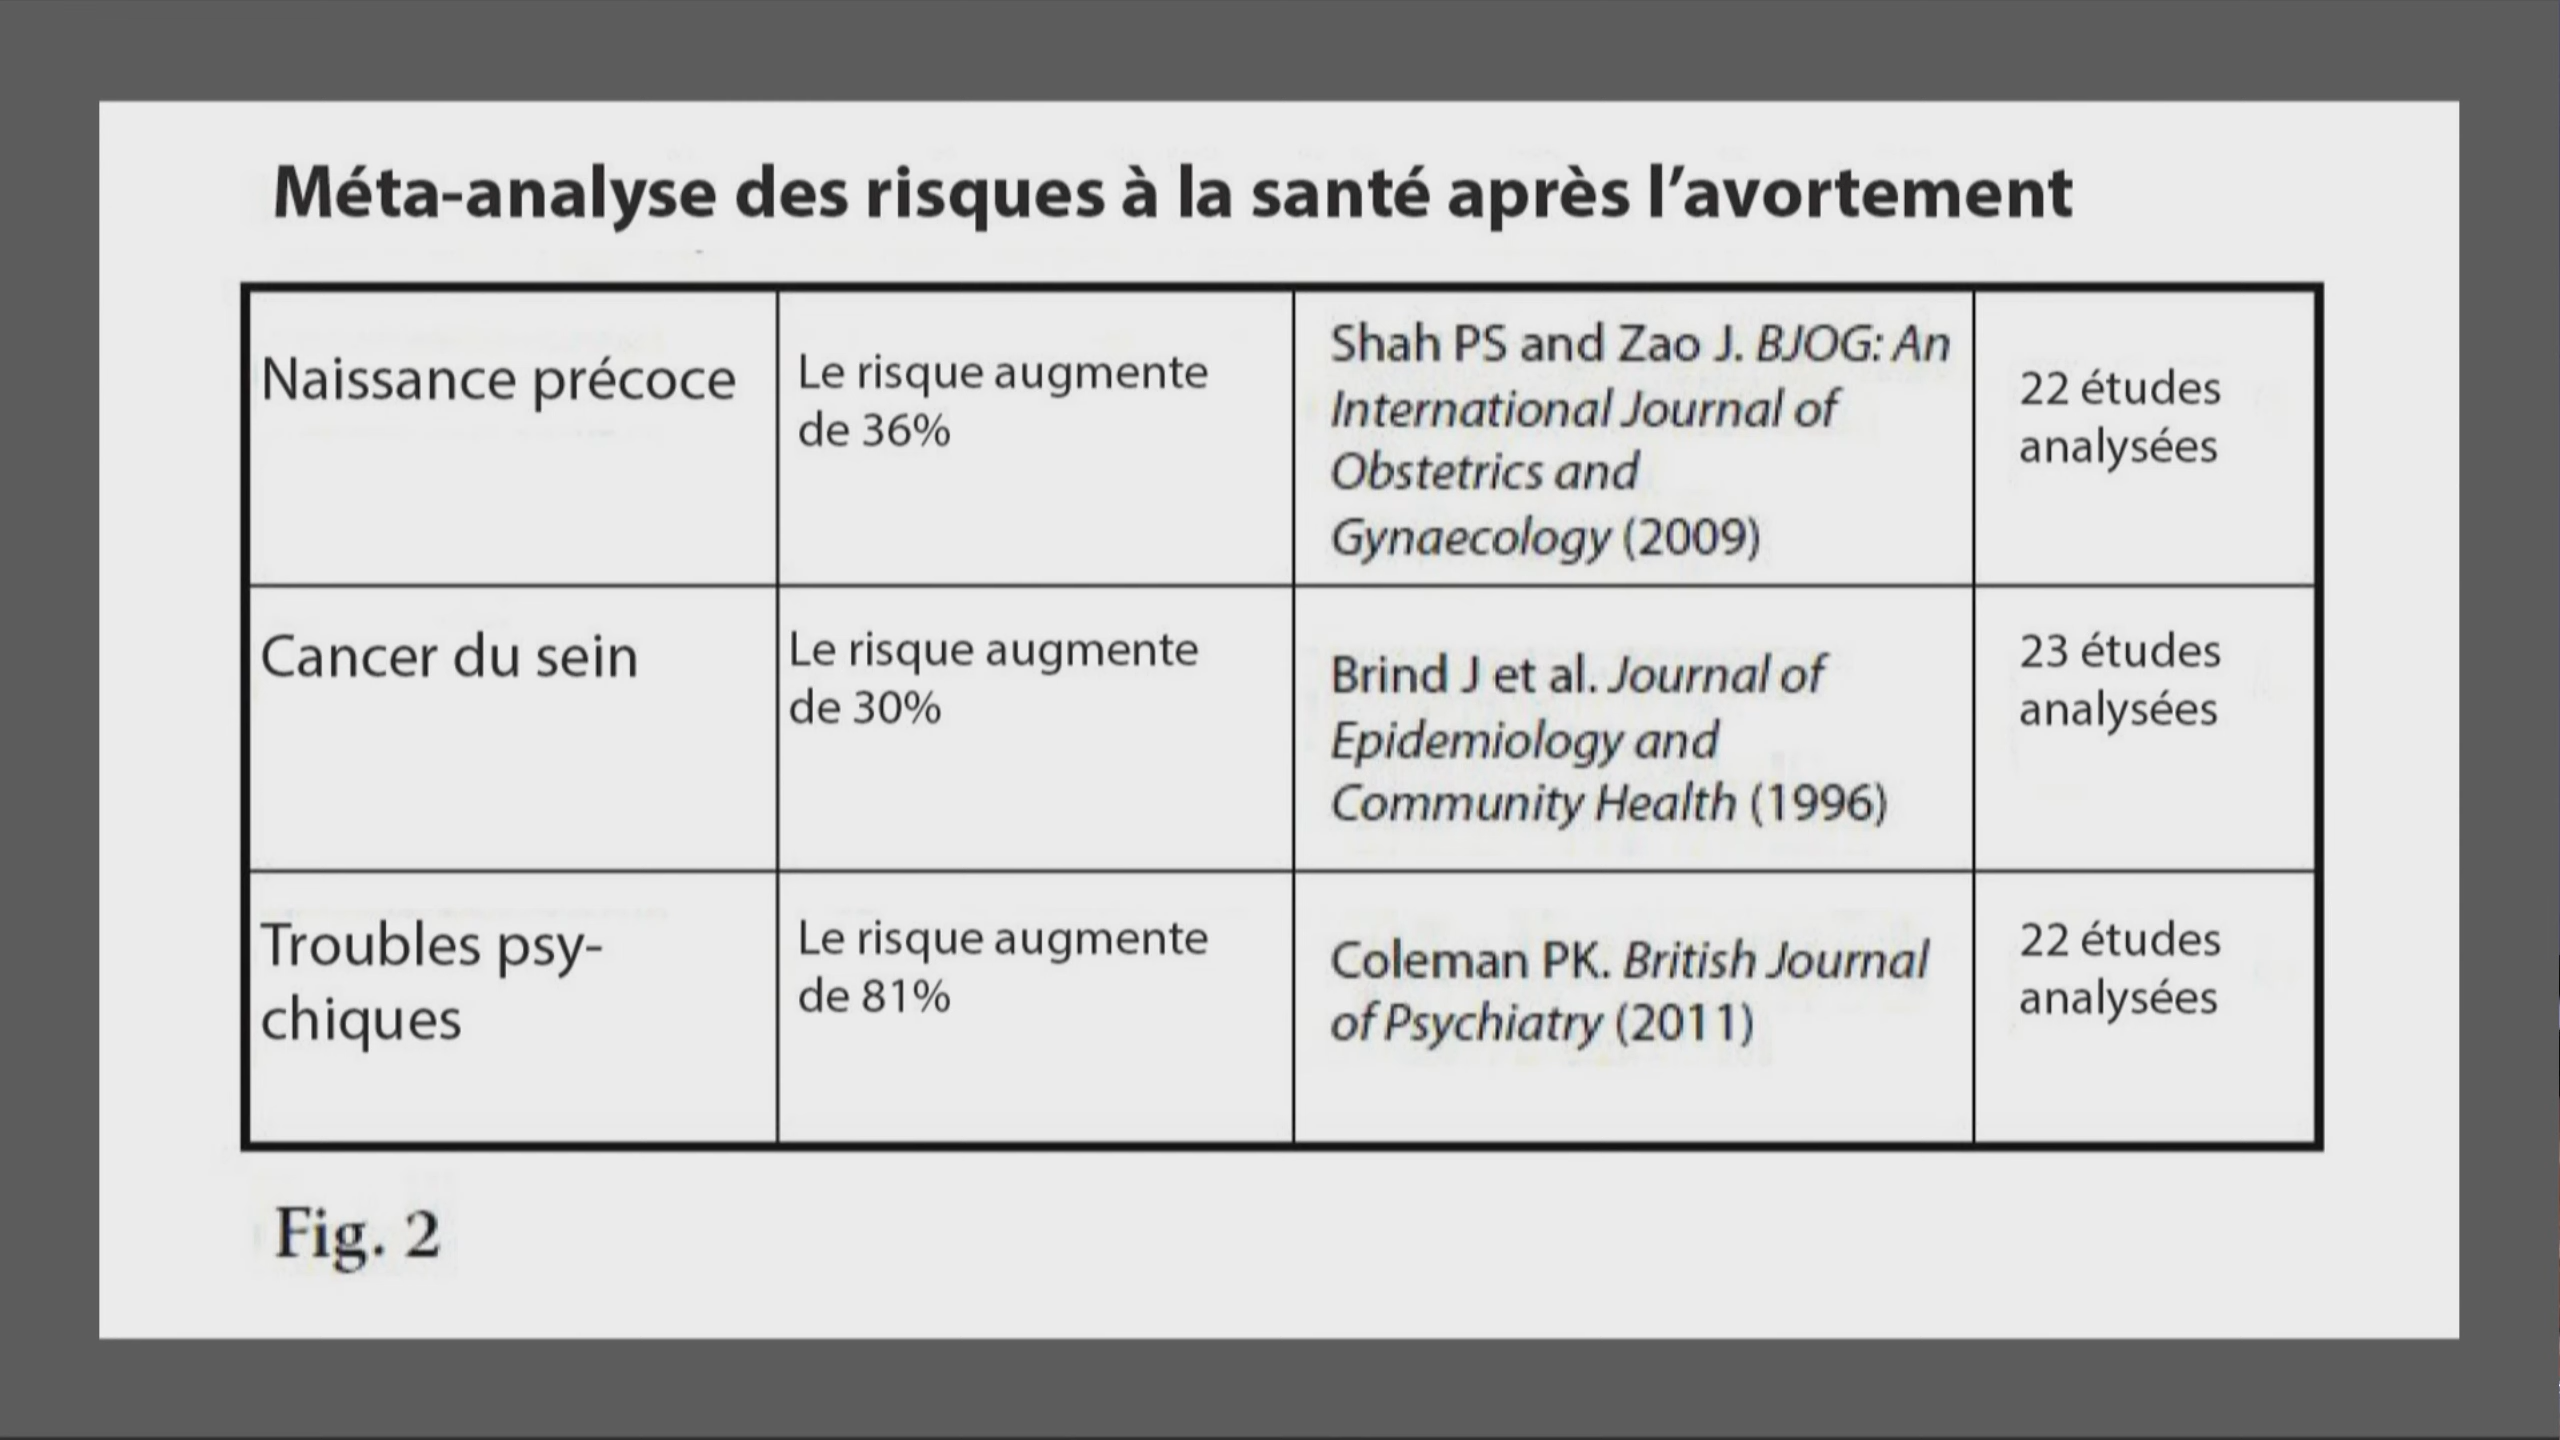 Méta-analyse des risques à la santé après l'avortement
Naissance précoce
Le risque augmente
de 36%
Shah PS and Zao J. BJOG: An
International Journal of
Obstetrics and
Gynaecology (2009)
22 études
analysées
Cancer du sein
Le risque augmente
de 30%
Brind J et al. Journal of
Epidemiology and
Community Health (1996)
23 études
analysées
Troubles psy-
chiques
Le risque augmente
de 81%
Coleman PK. British Journal
of Psychiatry (2011)
22 études
analysées
Fig. 2